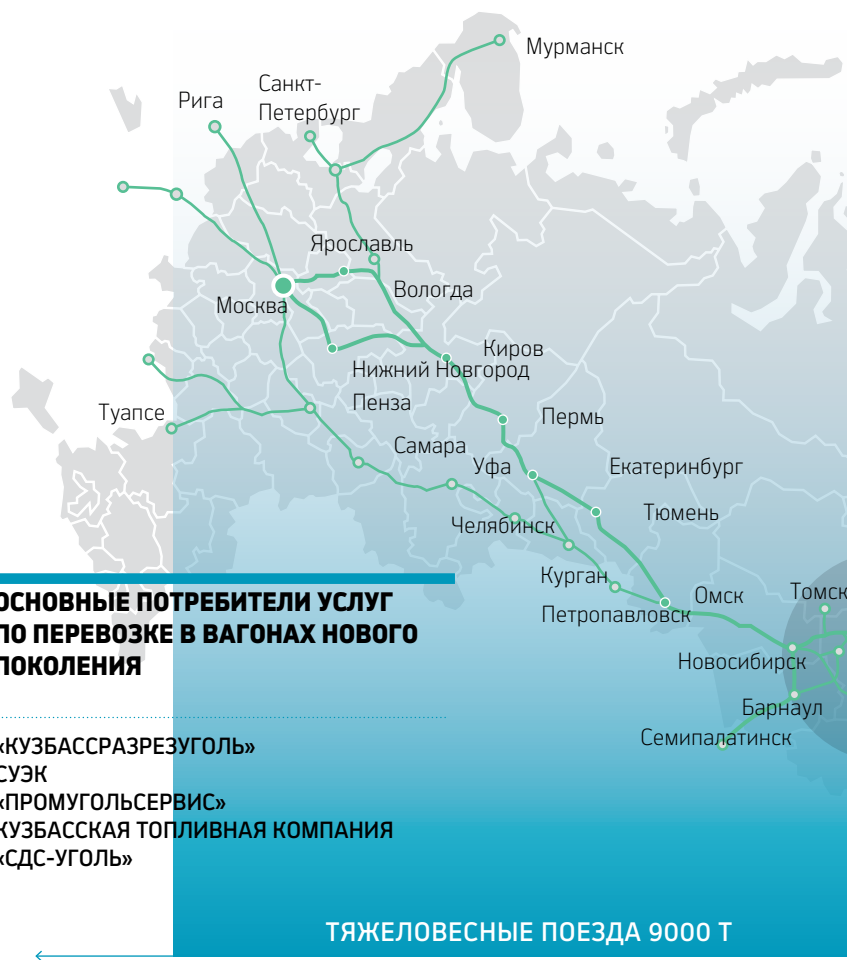 Мурманск
Санкт-
Петербург
Рига
Ярославль
Вологда
Москва
Киров
Нижний Новгород
Пенза
Туапсе
Пермь
Самара
Уфа
Екатеринбург
Тюмень
Челябинск
Курган
Омск
Томск
Петропавловск
Новосибирск
Барнаул
Семипалатинск
ОСНОВНЫЕ ПОТРЕБИТЕЛИ УСЛУГ
ПО ПЕРЕВОЗКЕ В ВАГОНАХ НОВОГО
ПОКОЛЕНИЯ
«КУЗБАССРАЗРЕЗУГОЛЬ»
СУЭК
«ПРОМУГОЛЬСЕРВИС»
КУЗБАССКАЯ ТОПЛИВНАЯ КОМПАНИЯ
«СДС-УГОЛЬ»
ТЯЖЕЛОВЕСНЫЕ ПОЕЗДА 9000 Т